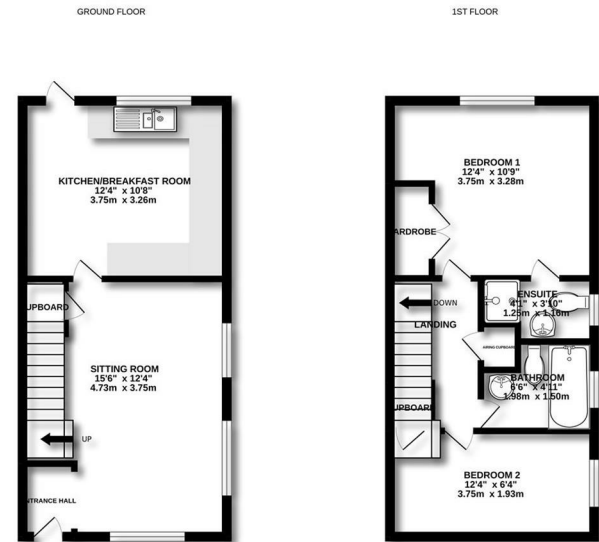 GROUND FLOOR
KITCHEN/BREAKFAST ROOM
12'4" x 10'8"
3.75m x 3.26m
UPBOARD
SITTING ROOM
15'6" x 12'4"
4.73m x 3.75m
UP
NTRANCE HALL
1ST FLOOR
BEDROOM 1
12'4" x 10'9"
3.75m x 3.28m
ARDROBE
DOWN
LANDING
ENSUITE
4'1" x 3'10"
1.25m x 1.16m
AIRING CUPBOARD
BATHROOM
6'6" x 4'11"
1.98m x 1.50m
UPBOARD
BEDROOM 2
12'4" x 6'4"
3.75m x 1.93m